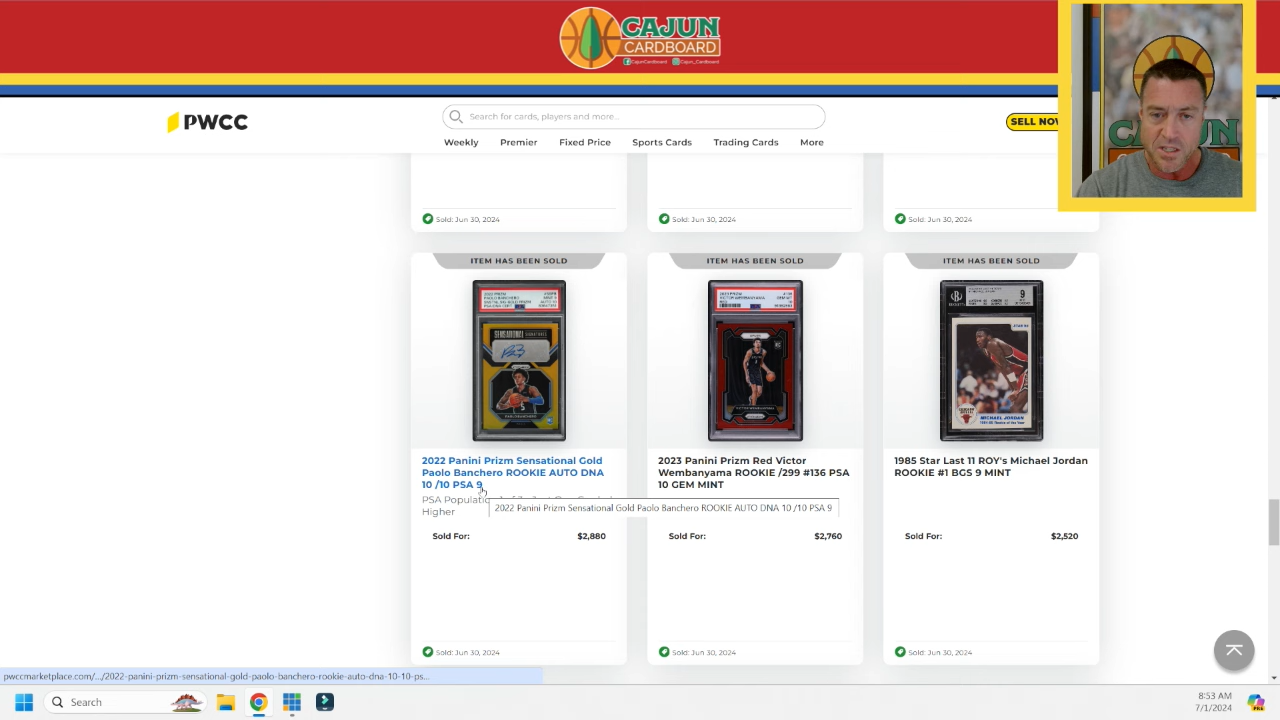 CAJUN
CARDBOARD
CajunCardboard Cajun_Cardboard
PWCC
Search for cards, players and more...
SELL NOW
Weekly Premier Fixed Price Sports Cards Trading Cards More
Sold: Jun 30, 2024 Sold: Jun 30, 2024 Sold: Jun 30, 2024
ITEM HAS BEEN SOLD ITEM HAS BEEN SOLD ITEM HAS BEEN SOLD
9
MICHAEL JORDAN
2022 Panini Prizm Sensational Gold
Paolo Banchero ROOKIE AUTO DNA
10 /10 PSA 9
PSA Populatio
Higher
2022 Panini Prizm Sensational Gold Paolo Banchero ROOKIE AUTO DNA 10 /10 PSA 9
2023 Panini Prizm Red Victor
Wembanyama ROOKIE /299 #136 PSA
10 GEM MINT
1985 Star Last 11 ROY's Michael Jordan
ROOKIE #1 BGS 9 MINT
Sold For: $2,880 Sold For: $2,760 Sold For: $2,520
Sold: Jun 30, 2024 Sold: Jun 30, 2024 Sold: Jun 30, 2024
pwccmarketplace.com/.../2022-panini-prizm-sensational-gold-paolo-banchero-rookie-auto-dna-10-10-ps...
Search
8:53 AM
7/1/2024